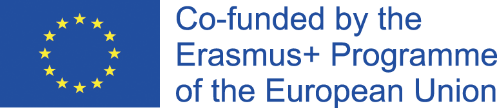 Co-funded by the
Erasmus+ Programme
of the European Union